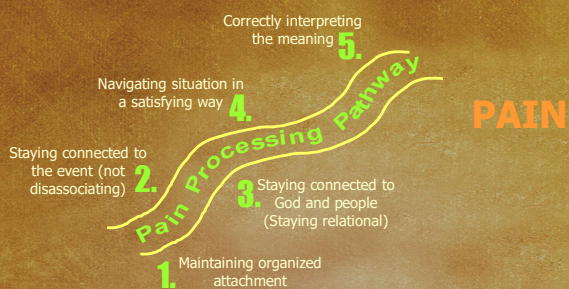 Correctly interpreting
the meaning 5.
Navigating situation in
a satisfying way 4.
PAIN
Pain Processing Pathway
Staying connected to
the event (not
disassociating) 2.
3. Staying connected to
God and people
(Staying relational)
1. Maintaining organized
attachment